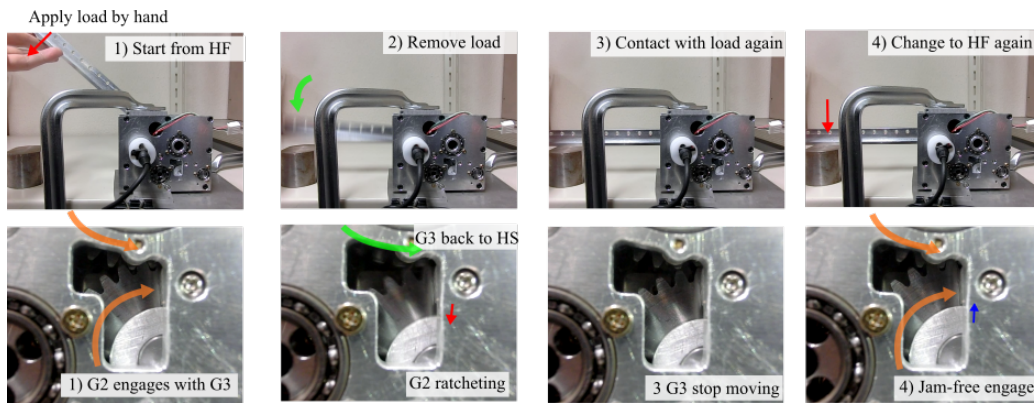 Apply load by hand
1) Start from HF
2) Remove load
3) Contact with load again
4) Change to HF again
1) G2 engages with G3
G3 back to HS
G2 ratcheting
3 G3 stop moving
4) Jam-free engage